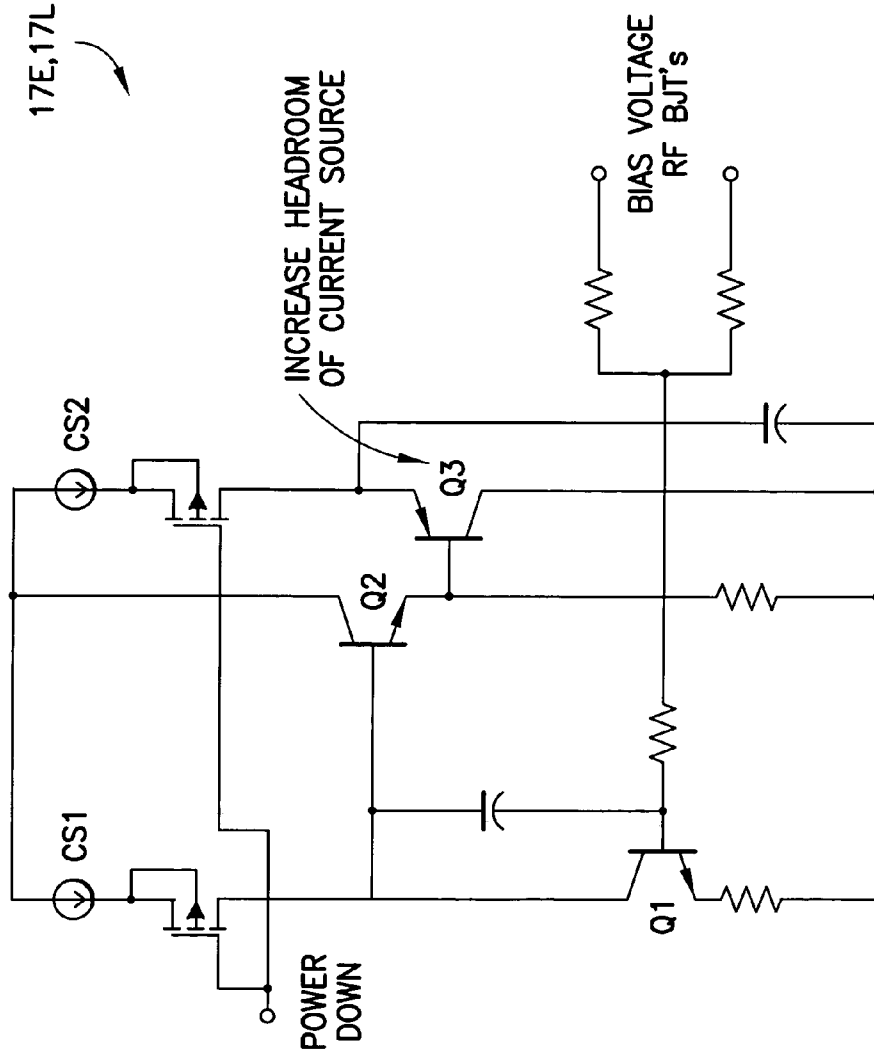 17E,17L
CS1
CS2
INCREASE HEADROOM
OF CURRENT SOURCE
Q3
Q2
BIAS VOLTAGE
RF BJT's
Q1
POWER
DOWN